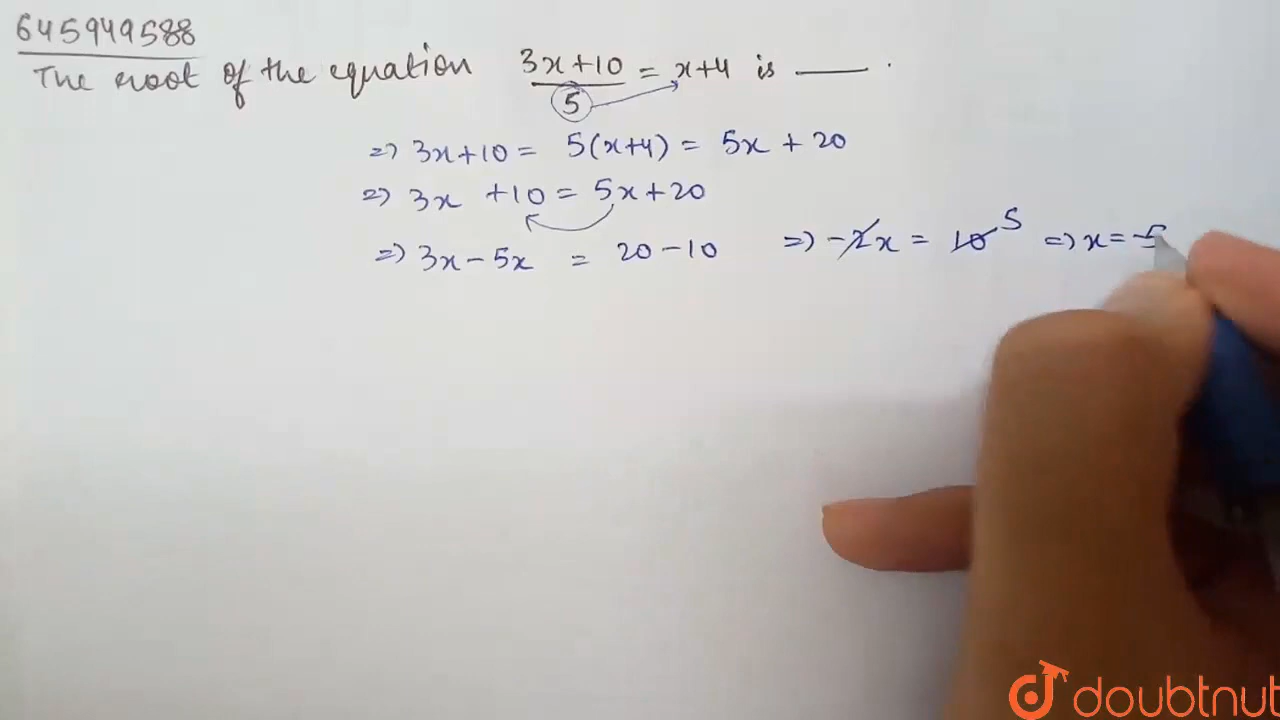 645949588
The root of the equation 3x+10/5 = x+4 is ___ .
=> 3x+10 = 5(x+4) = 5x + 20
=> 3x +10 = 5x+20
=> 3x - 5x = 20 - 10 => -2x = 10 5 => x = -5
doubtnut